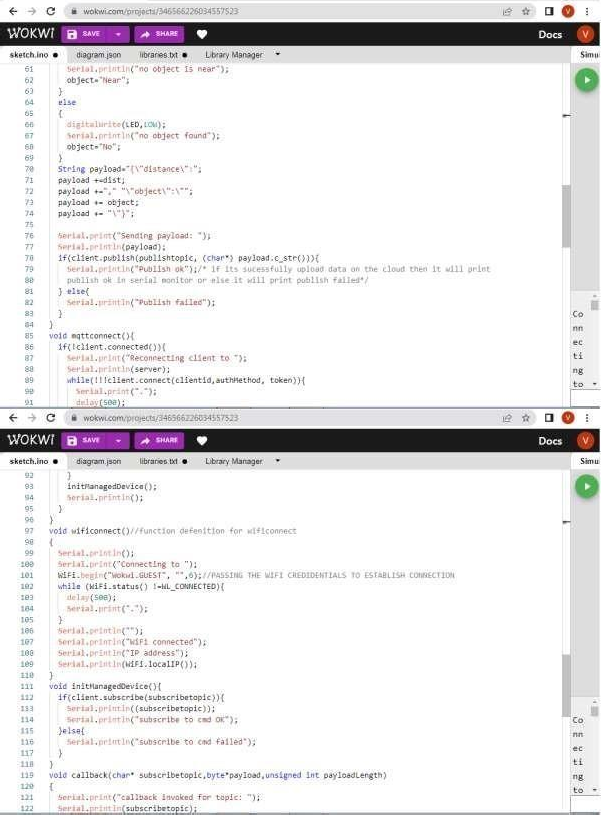 wokwi.com/projects/346566226034557523
WOKWI SAVE SHARE Docs V
sketch.ino diagram.json libraries.txt Library Manager Simu
61 Serial.println("no object is near");
62 object="Near";
63 }
64 else
65 {
66 digitalWrite(LED,LOW);
67 Serial.println("no object found");
68 object="No";
69 }
70 String payload="{\"distance\":";
71 payload +=dist;
72 payload +="," "\"object\":\"";
73 payload += object;
74 payload += "\"}";
75
76 Serial.print("Sending payload: ");
77 Serial.println(payload);
78 if(client.publish(publishtopic, (char*) payload.c_str())){
79 Serial.println("Publish ok");/* if its sucessfully upload data on the cloud then it will print
80 publish ok in serial monitor or else it will print publish failed*/
81 } else{
82 Serial.println("Publish failed");
83 }
84 }
85 void mqttconnect(){
86 if(!client.connected()){
87 Serial.print("Reconnecting client to ");
88 Serial.println(server);
89 while(!!!client.connect(clientid,authMethod, token)){
90 Serial.print(".");
91 delay(500);
Co
nn
ec
ti
ng
to
wokwi.com/projects/346566226034557523
WOKWI SAVE SHARE Docs V
sketch.ino diagram.json libraries.txt Library Manager Simu
92 }
93 initManagedDevice();
94 Serial.println();
95 }
96 }
97 void wificonnect()//function defenition for wificonnect
98 {
99 Serial.println();
100 Serial.print("Connecting to ");
101 WiFi.begin("Wokwi.GUEST", "",6);//PASSING THE WIFI CREDIDENTIALS TO ESTABLISH CONNECTION
102 while (WiFi.status() !=WL_CONNECTED){
103 delay(500);
104 Serial.print(".");
105 }
106 Serial.println("");
107 Serial.println("WiFi connected");
108 Serial.println("IP address");
109 Serial.println(WiFi.localIP());
110 }
111 void initManagedDevice(){
112 if(client.subscribe(subscribetopic)){
113 Serial.println((subscribetopic));
114 Serial.println("subscribe to cmd OK");
115 }else{
116 Serial.println("subscribe to cmd failed");
117 }
118 }
119 void callback(char* subscribetopic,byte*payload,unsigned int payloadLength)
120 {
121 Serial.print("callback invoked for topic: ");
122 Serial.println(subscribetopic);
Co
nn
ec
ti
ng
to